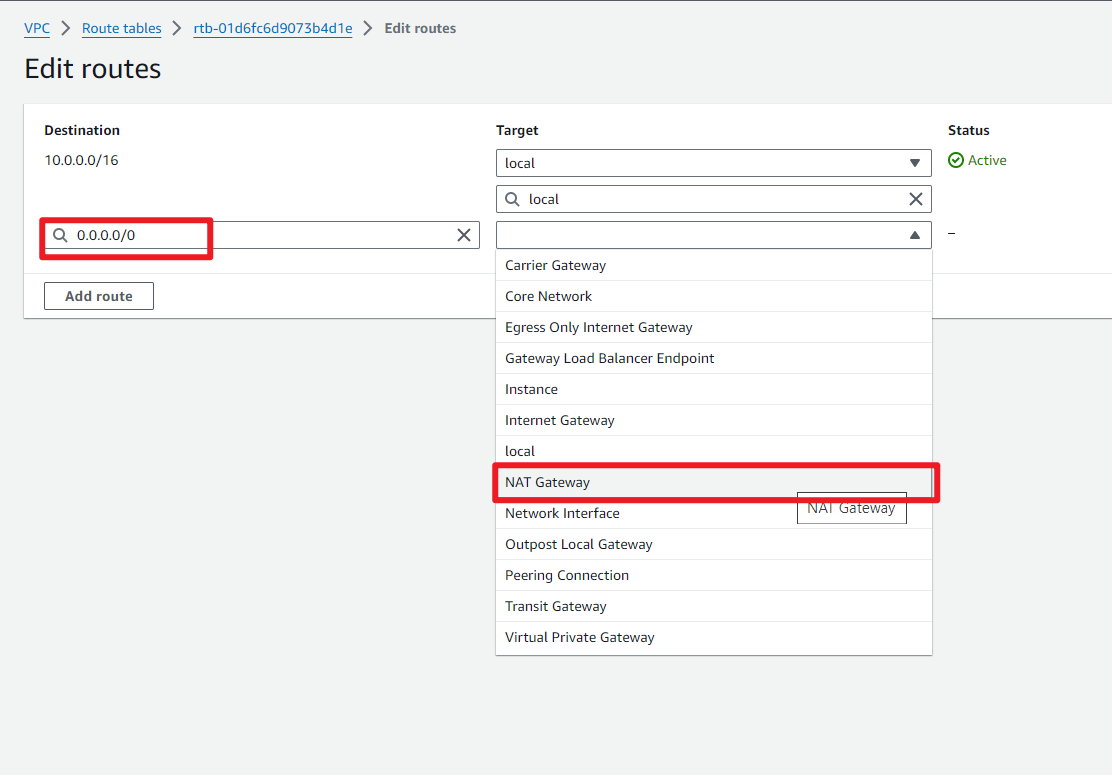 VPC > Route tables > rtb-01d6fc6d9073b4d1e > Edit routes
Edit routes
Destination Target Status
10.0.0.0/16 local Active
local
0.0.0.0/0 –
Carrier Gateway
Core Network
Egress Only Internet Gateway
Gateway Load Balancer Endpoint
Instance
Internet Gateway
local
NAT Gateway
NAT Gateway
Network Interface
Outpost Local Gateway
Peering Connection
Transit Gateway
Virtual Private Gateway
Add route